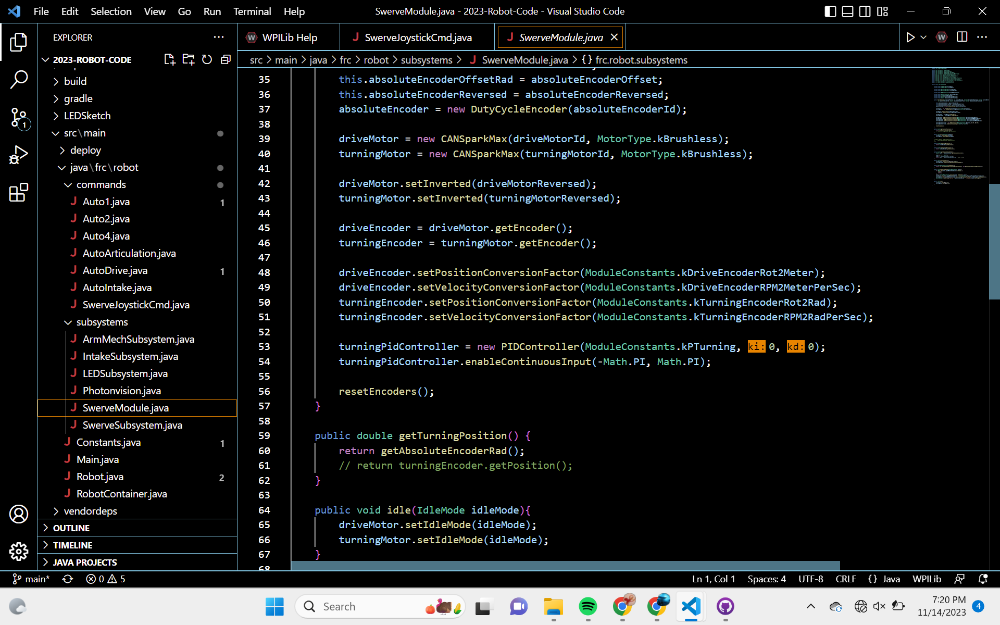 File Edit Selection View Go Run Terminal Help
SwerveModule.java - 2023-Robot-Code - Visual Studio Code
EXPLORER
2023-ROBOT-CODE
build
gradle
LEDSketch
src\main
deploy
java\frc\robot
commands
Auto1.java 1
Auto2.java
Auto4.java
AutoArticulation.java
AutoDrive.java 1
AutoIntake.java
SwerveJoystickCmd.java
subsystems
ArmMechSubsystem.java
IntakeSubsystem.java
LEDSubsystem.java
Photonvision.java
SwerveModule.java
SwerveSubsystem.java
Constants.java 1
Main.java
Robot.java 2
RobotContainer.java
vendordeps
OUTLINE
TIMELINE
JAVA PROJECTS
1
WPILib Help SwerveJoystickCmd.java SwerveModule.java
src > main > java > frc > robot > subsystems > SwerveModule.java > {} frc.robot.subsystems
35 this.absoluteEncoderOffsetRad = absoluteEncoderOffset;
36 this.absoluteEncoderReversed = absoluteEncoderReversed;
37 absoluteEncoder = new DutyCycleEncoder(absoluteEncoderId);
38
39 driveMotor = new CANSparkMax(driveMotorId, MotorType.kBrushless);
40 turningMotor = new CANSparkMax(turningMotorId, MotorType.kBrushless);
41
42 driveMotor.setInverted(driveMotorReversed);
43 turningMotor.setInverted(turningMotorReversed);
44
45 driveEncoder = driveMotor.getEncoder();
46 turningEncoder = turningMotor.getEncoder();
47
48 driveEncoder.setPositionConversionFactor(ModuleConstants.kDriveEncoderRot2Meter);
49 driveEncoder.setVelocityConversionFactor(ModuleConstants.kDriveEncoderRPM2MeterPerSec);
50 turningEncoder.setPositionConversionFactor(ModuleConstants.kTurningEncoderRot2Rad);
51 turningEncoder.setVelocityConversionFactor(ModuleConstants.kTurningEncoderRPM2RadPerSec);
52
53 turningPidController = new PIDController(ModuleConstants.kPTurning, ki: 0, kd: 0);
54 turningPidController.enableContinuousInput(-Math.PI, Math.PI);
55
56 resetEncoders();
57 }
58
59 public double getTurningPosition() {
60 return getAbsoluteEncoderRad();
61 // return turningEncoder.getPosition();
62 }
63
64 public void idle(IdleMode idleMode){
65 driveMotor.setIdleMode(idleMode);
66 turningMotor.setIdleMode(idleMode);
67 }
68
main* 0 5 Ln 1, Col 1 Spaces: 4 UTF-8 CRLF {} Java WPILib
Search
7:20 PM
11/14/2023 4